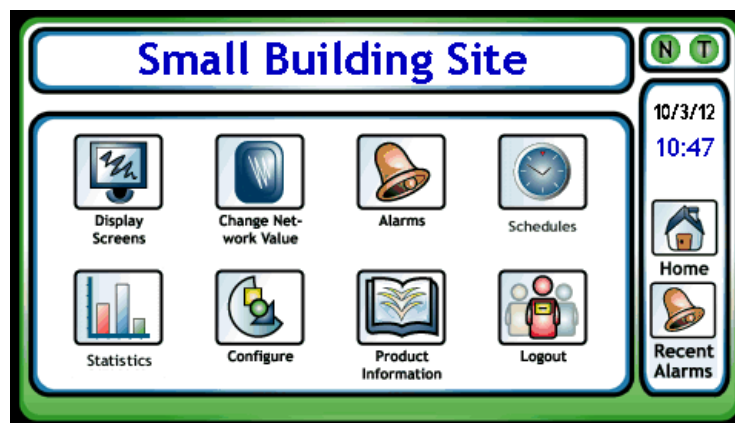 Small Building Site
N T
10/3/12
10:47
Display
Screens
Change Net-
work Value
Alarms
Schedules
Home
Statistics
Configure
Product
Information
Logout
Recent
Alarms